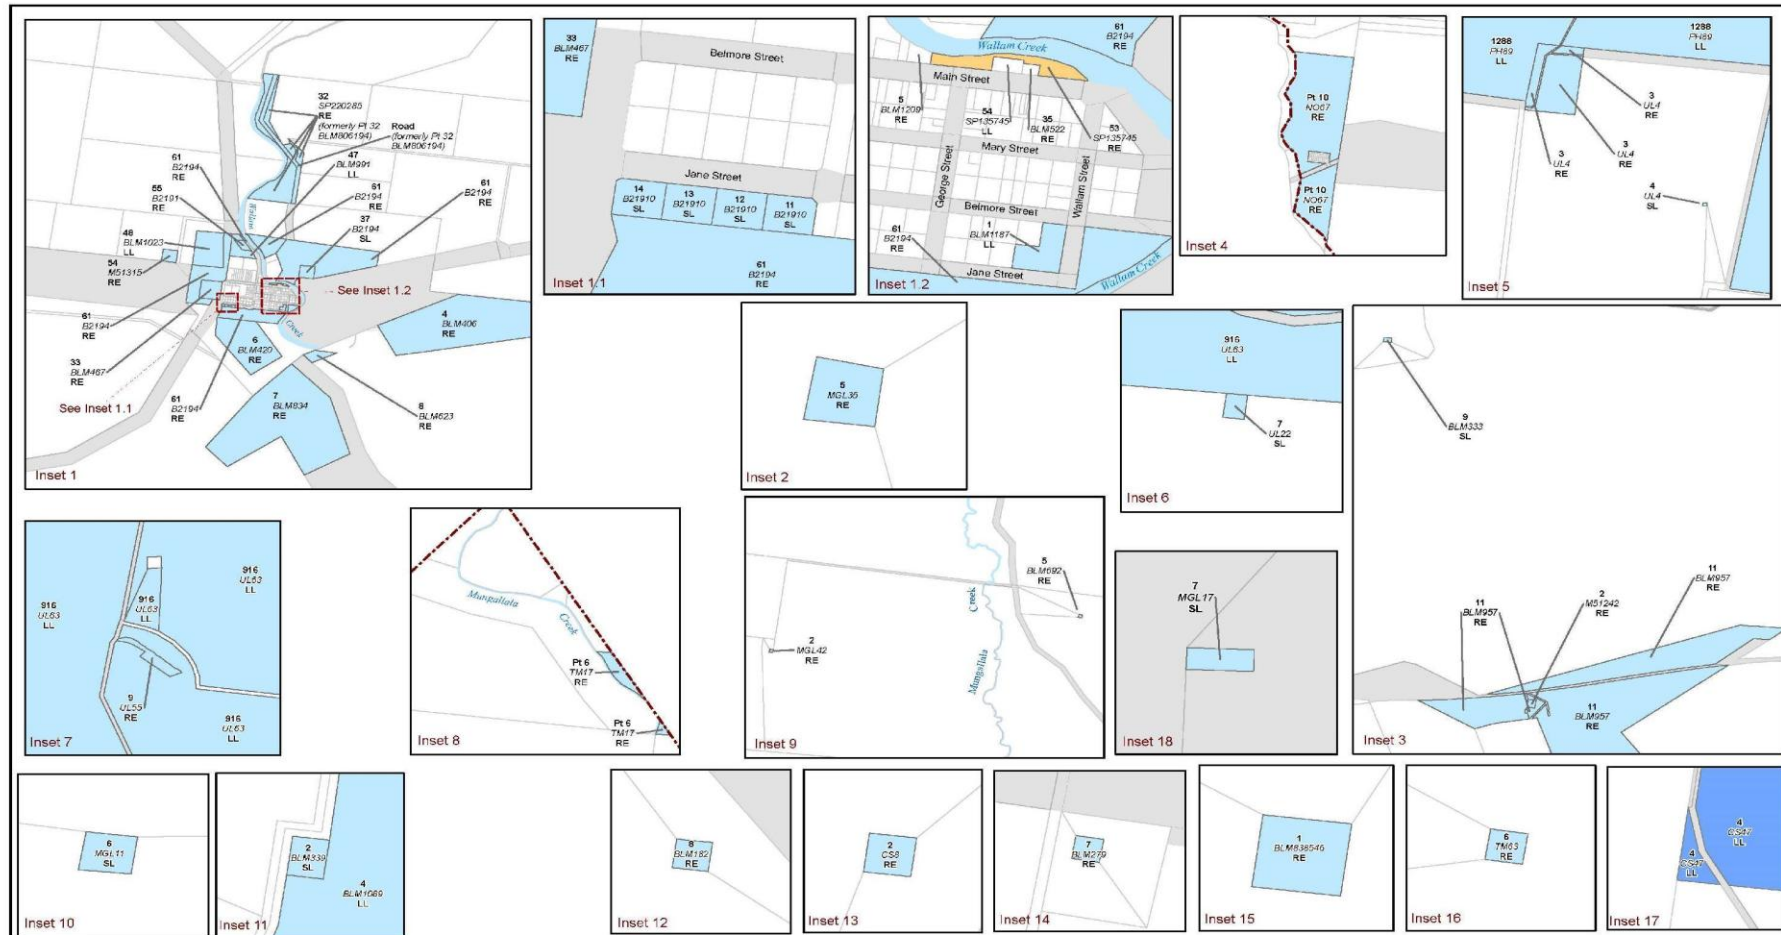 32
SP220285
RE
(formerly Pt 32
BLM806194)
Road
(formerly Pt 32
BLM806194)
61
B2194
RE
47
BLM991
LL
55
B2191
RE
61
B2194
RE
61
B2194
RE
37
B2194
SL
48
BLM1023
LL
54
M51315
RE
Wallam
See Inset 1.2
61
B2194
RE
4
BLM406
RE
Creek
6
BLM420
RE
33
BLM467
RE
See Inset 1.1
61
B2194
RE
7
BLM834
RE
8
BLM623
RE
Inset 1
33
BLM467
RE
Belmore Street
Jane Street
14
B21910
SL
13
B21910
SL
12
B21910
SL
11
B21910
SL
61
B2194
RE
Inset 1.1
61
B2194
RE
Wallam Creek
Main Street
5
BLM1209
RE
54
SP135745
LL
35
BLM522
RE
53
SP135745
RE
Mary Street
George Street
Wallam Street
Belmore Street
61
B2194
RE
1
BLM1187
LL
Jane Street
Wallam Creek
Inset 1.2
Pt 10
NO67
RE
Pt 10
NO67
RE
Inset 4
1288
PH89
LL
1288
PH89
LL
3
UL4
RE
3
UL4
RE
3
UL4
RE
4
UL4
SL
Inset 5
5
MGL35
RE
Inset 2
916
UL63
LL
7
UL22
SL
Inset 6
9
BLM333
SL
11
BLM957
RE
2
M51242
RE
11
BLM957
RE
11
BLM957
RE
Inset 3
916
UL63
LL
916
UL63
LL
916
UL63
LL
9
UL55
RE
916
UL63
LL
Inset 7
Mungallala
Creek
Pt 6
TM17
RE
Pt 6
TM17
RE
Inset 8
5
BLM692
RE
Creek
2
MGL42
RE
Mungallala
Inset 9
7
MGL17
SL
Inset 18
6
MGL11
SL
Inset 10
2
BLM339
SL
4
BLM1089
LL
Inset 11
8
BLM182
RE
Inset 12
2
CS8
RE
Inset 13
7
BLM279
RE
Inset 14
1
BLM838546
RE
Inset 15
6
TM63
RE
Inset 16
4
CS47
LL
4
CS47
LL
Inset 17